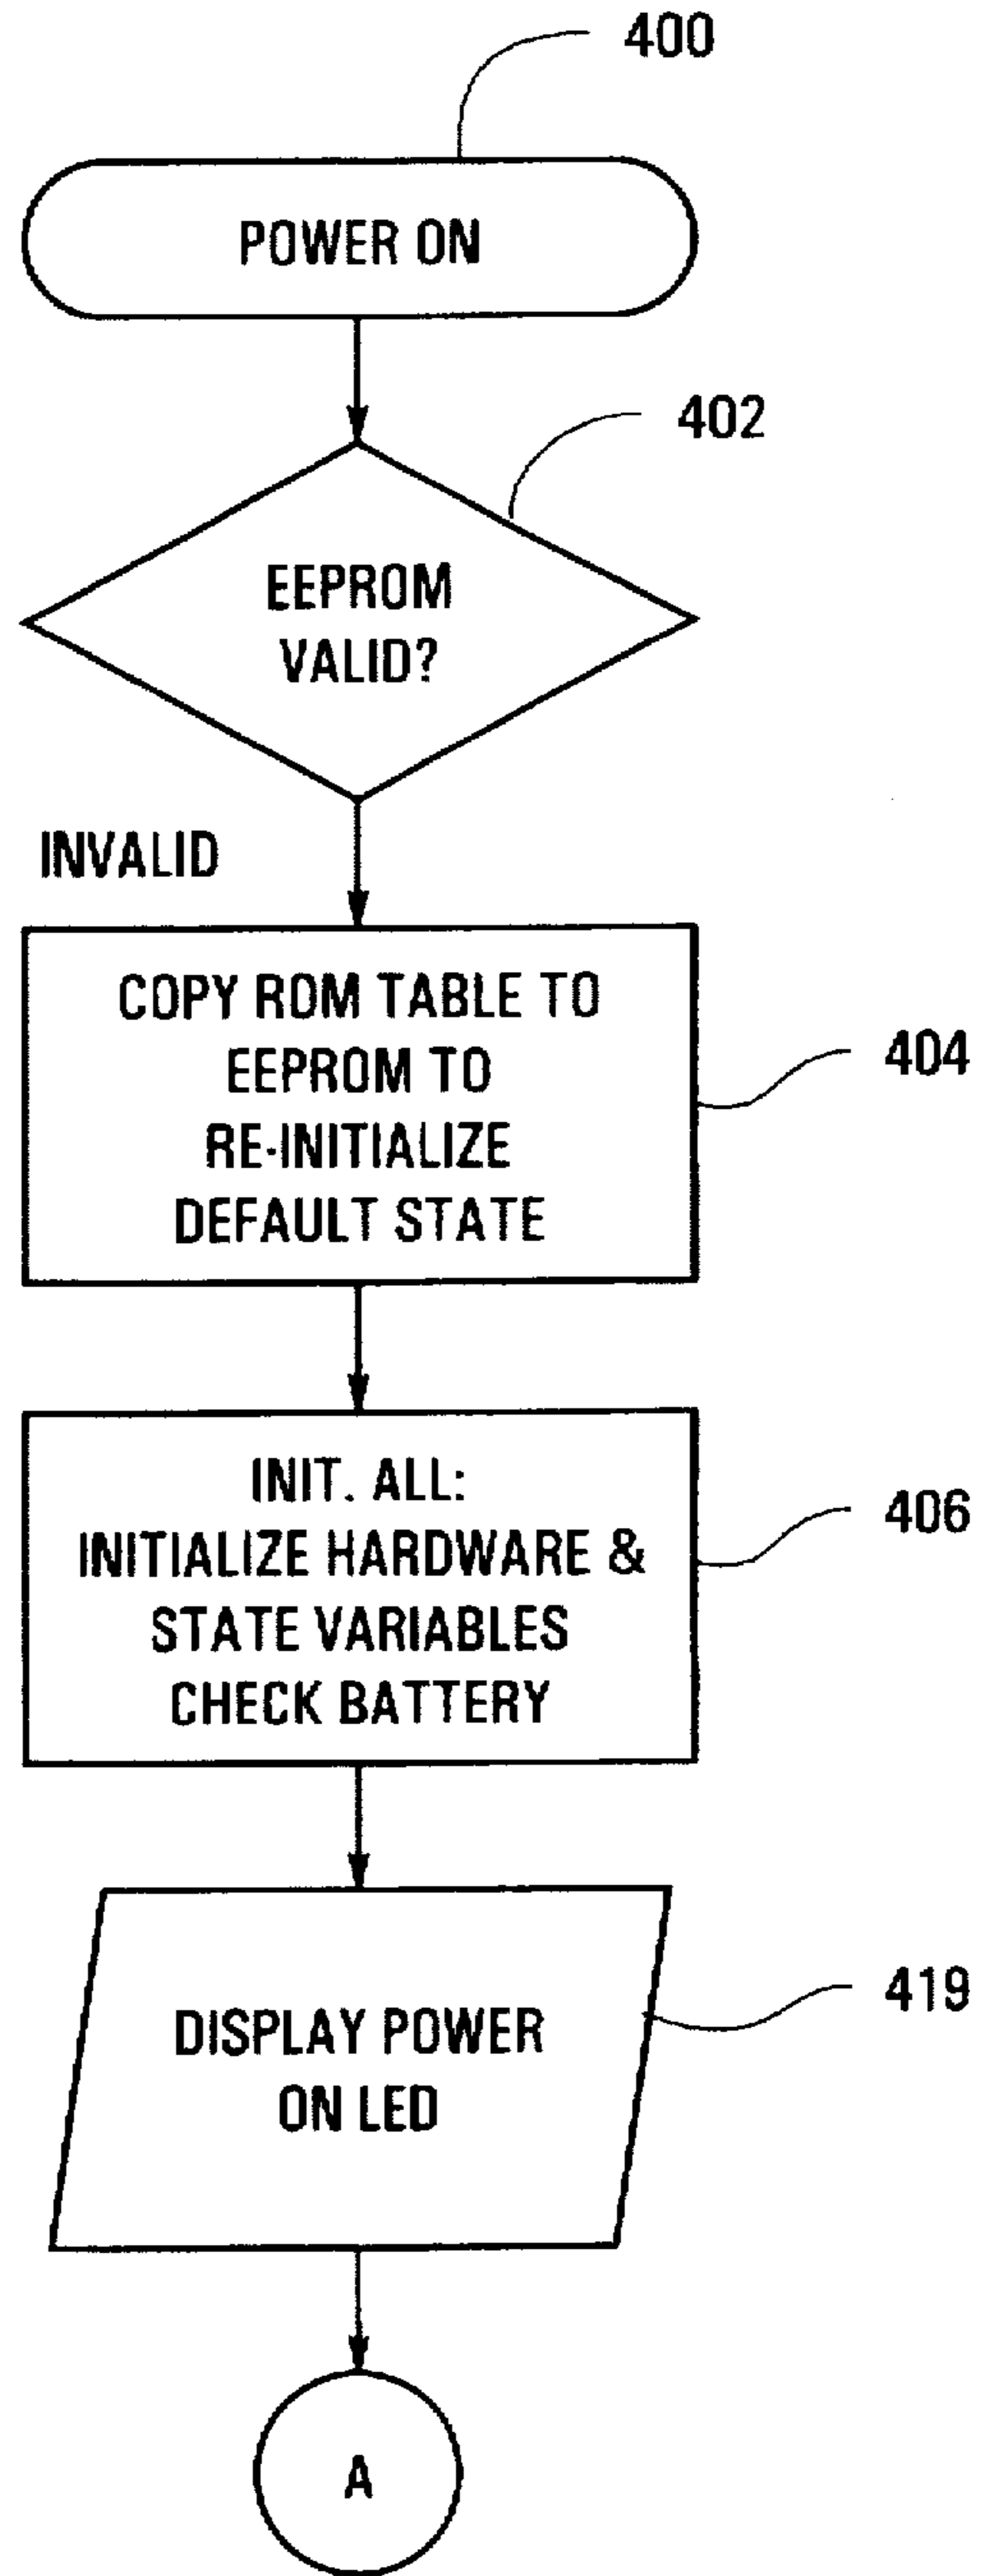 400
POWER ON
402
EEPROM
VALID?
INVALID
COPY ROM TABLE TO
EEPROM TO
RE-INITIALIZE
DEFAULT STATE
404
INIT. ALL:
INITIALIZE HARDWARE &
STATE VARIABLES
CHECK BATTERY
406
DISPLAY POWER
ON LED
419
A